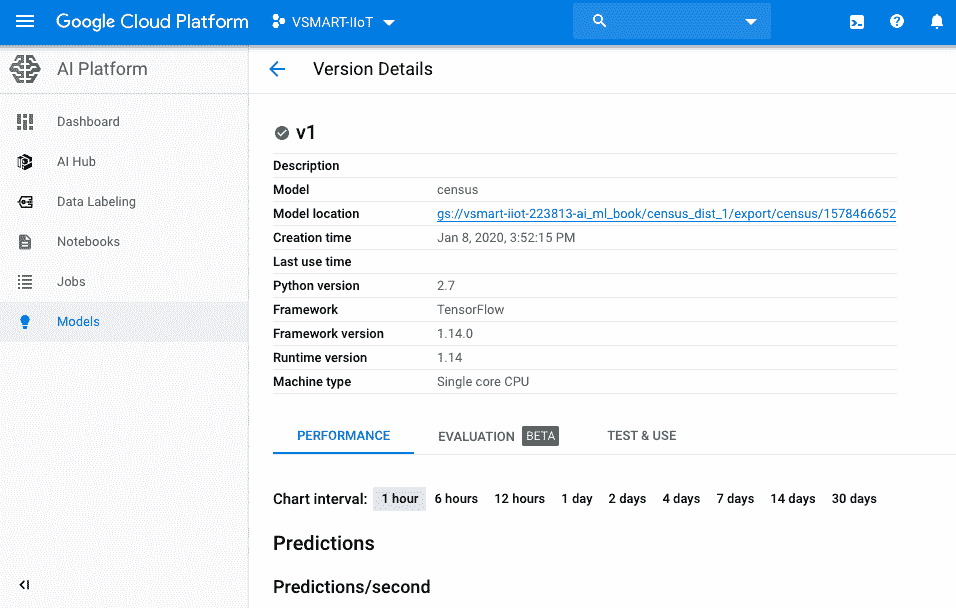 Google Cloud Platform VSMART-IIoT
AI Platform
Version Details
Dashboard
AI Hub
Data Labeling
Notebooks
Jobs
Models
v1
Description
Model census
Model location gs://vsmart-iiot-223813-ai_ml_book/census_dist_1/export/census/1578466652
Creation time Jan 8, 2020, 3:52:15 PM
Last use time
Python version 2.7
Framework TensorFlow
Framework version 1.14.0
Runtime version 1.14
Machine type Single core CPU
PERFORMANCE EVALUATION BETA TEST & USE
Chart interval: 1 hour 6 hours 12 hours 1 day 2 days 4 days 7 days 14 days 30 days
Predictions
Predictions/second